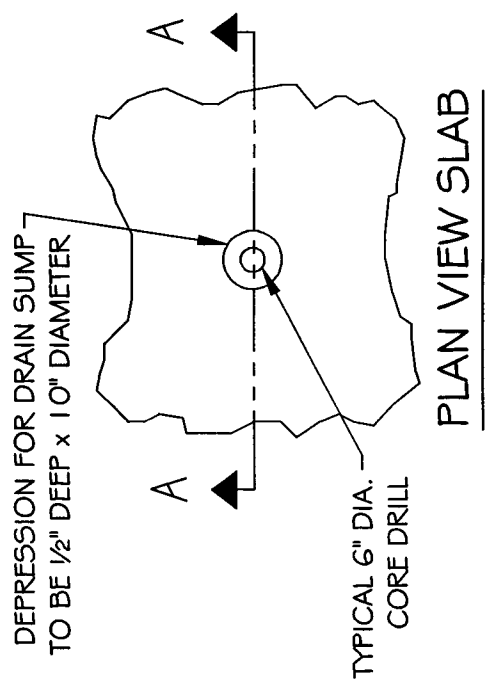 DEPRESSION FOR DRAIN SUMP
TO BE 1/2" DEEP x 10" DIAMETER
A
A
TYPICAL 6" DIA.
CORE DRILL
PLAN VIEW SLAB